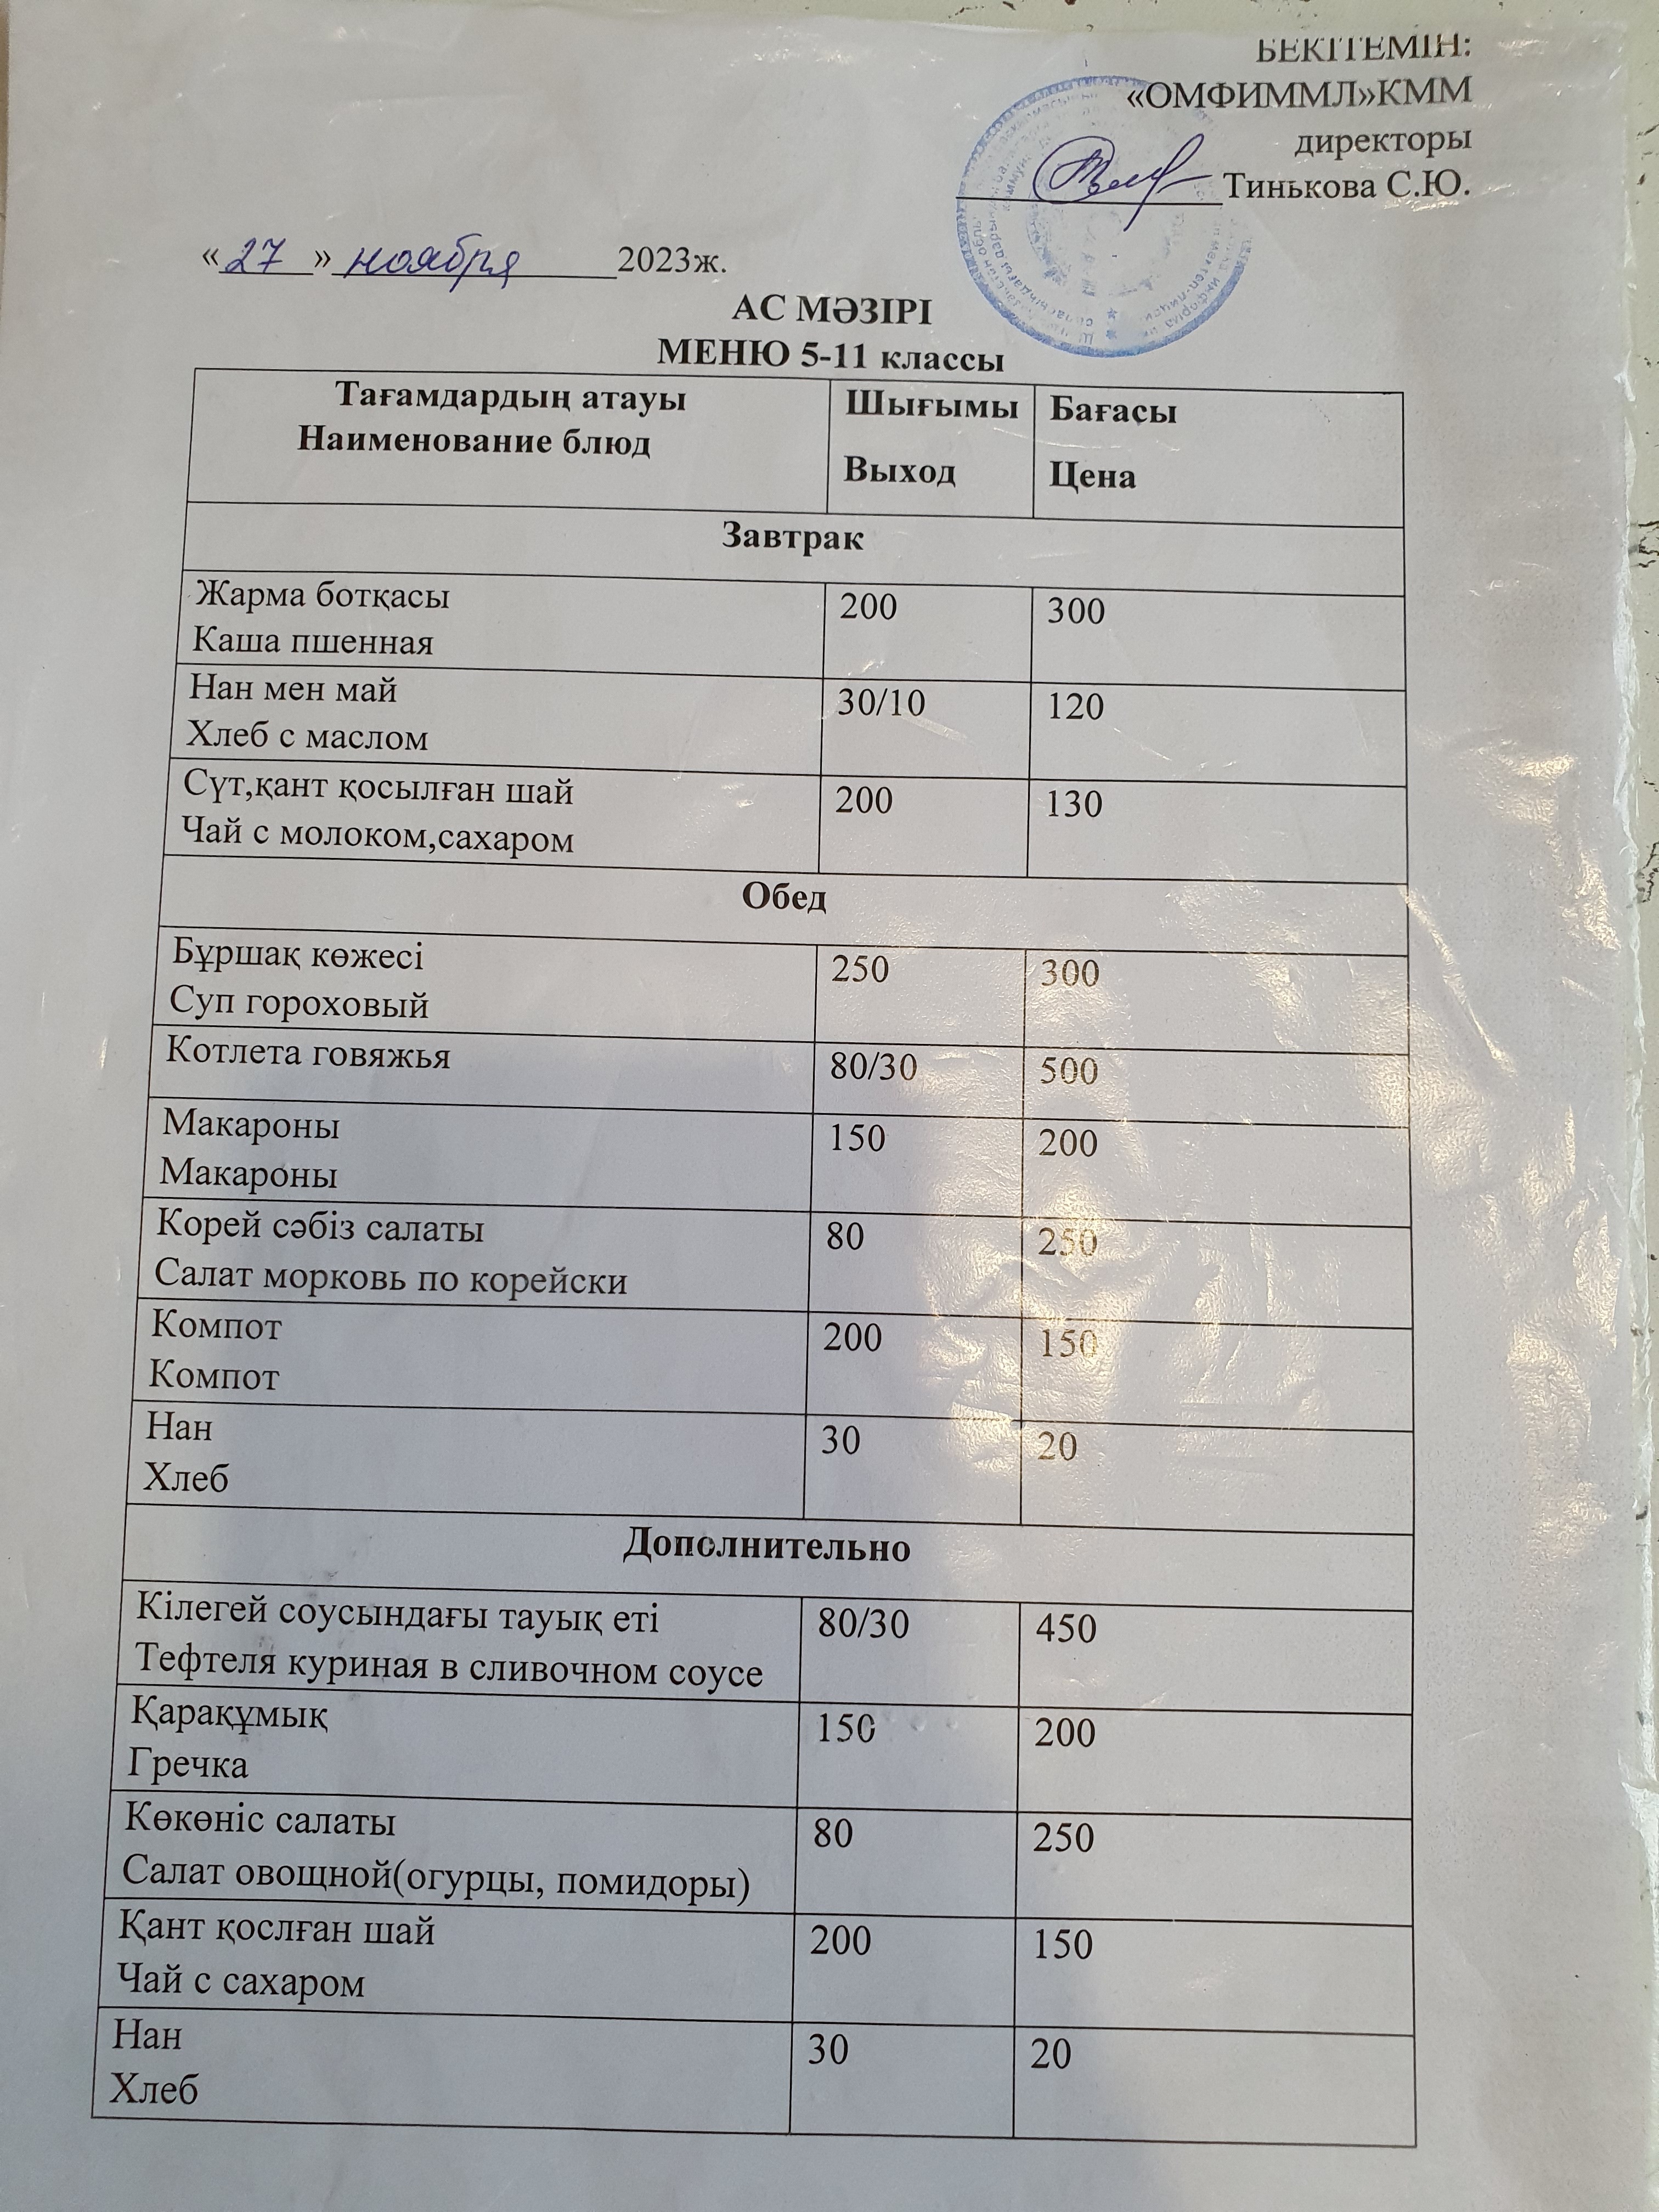 БЕКІТЕМІН:
«ОМФИММЛ»КММ
директоры
Тинькова С.Ю.
«27» ноября 2023ж.
АС МӘЗІРІ
МЕНЮ 5-11 классы
Тағамдардың атауы
Наименование блюд
Шығымы
Выход
Бағасы
Цена
Завтрак
Жарма ботқасы
Каша пшенная
200
300
Нан мен май
Хлеб с маслом
30/10
120
Сүт,қант қосылған шай
Чай с молоком,сахаром
200
130
Обед
Бұршақ көжесі
Суп гороховый
250
300
Котлета говяжья
80/30
500
Макароны
Макароны
150
200
Корей сәбіз салаты
Салат морковь по корейски
80
250
Компот
Компот
200
150
Нан
Хлеб
30
20
Дополнительно
Кілегей соусындағы тауық еті
Тефтеля куриная в сливочном соусе
80/30
450
Қарақұмық
Гречка
150
200
Көкөніс салаты
Салат овощной(огурцы, помидоры)
80
250
Қант қослған шай
Чай с сахаром
200
150
Нан
Хлеб
30
20